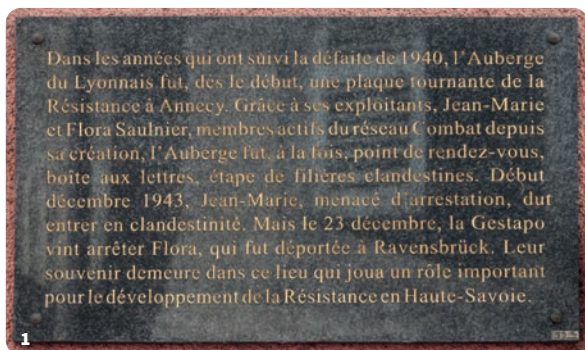 Dans les années qui ont suivi la défaite de 1940, l'Auberge
du Lyonnais fut, dès le début, une plaque tournante de la
Résistance à Annecy. Grâce à ses exploitants, Jean-Marie
et Flora Saulnier, membres actifs du réseau Combat depuis
sa création, l'Auberge fut, à la fois, point de rendez-vous,
boîte aux lettres, étape de filières clandestines. Début
décembre 1943, Jean-Marie, menacé d'arrestation, dut
entrer en clandestinité. Mais le 23 décembre, la Gestapo
vint arrêter Flora, qui fut déportée à Ravensbrück. Leur
souvenir demeure dans ce lieu qui joua un rôle important
pour le développement de la Résistance en Haute-Savoie.
1